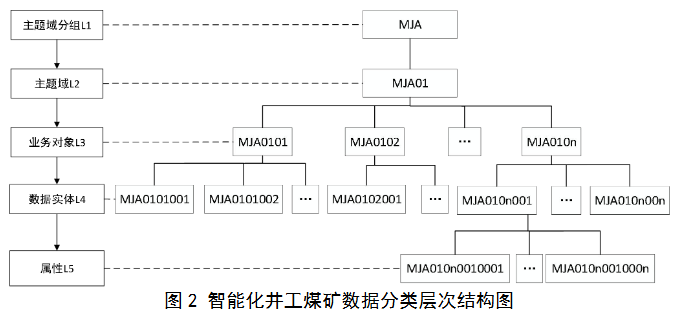 主题域分组L1 MJA
主题域L2 MJA01
业务对象L3 MJA0101 MJA0102 ... MJA010n
数据实体L4 MJA0101001 MJA0101002 ... MJA0102001 ... MJA010n001 ... MJA010n00n
属性L5 MJA010n0010001 ... MJA010n001000n
图 2 智能化井工煤矿数据分类层次结构图